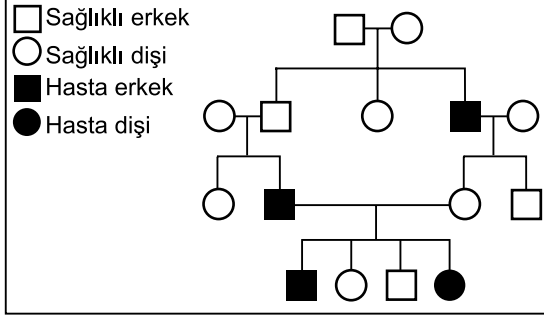 Sağlıklı erkek
Sağlıklı dişi
Hasta erkek
Hasta dişi